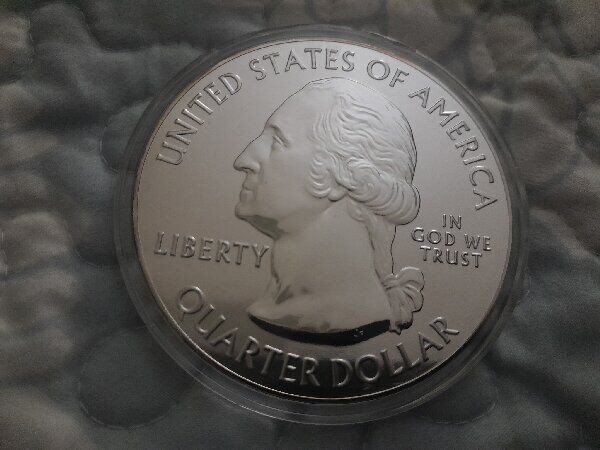 UNITED STATES OF AMERICA
LIBERTY
IN
GOD WE
TRUST
QUARTER DOLLAR